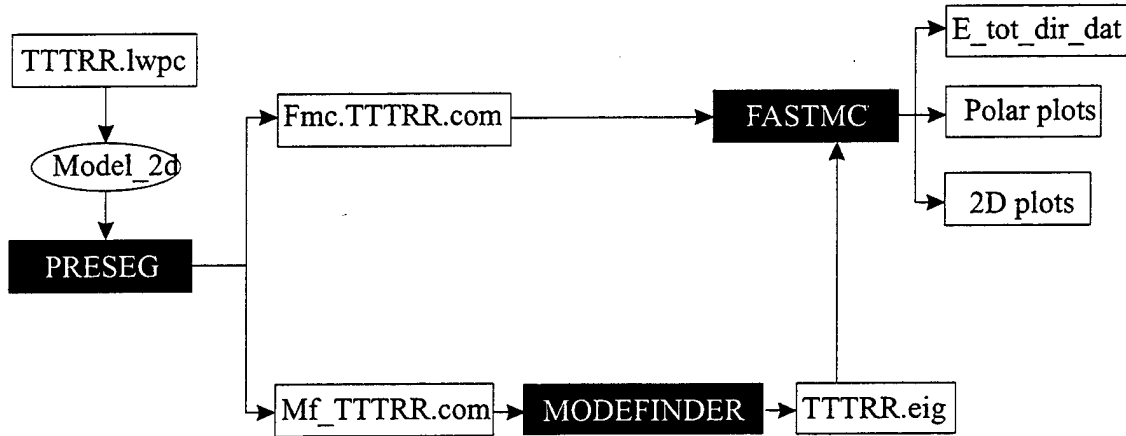 TTTRR.lwpc
Model_2d
PRESEG
Fmc.TTTRR.com
Mf_TTTRR.com
MODEFINDER
TTTRR.eig
FASTMC
E_tot_dir_dat
Polar plots
2D plots